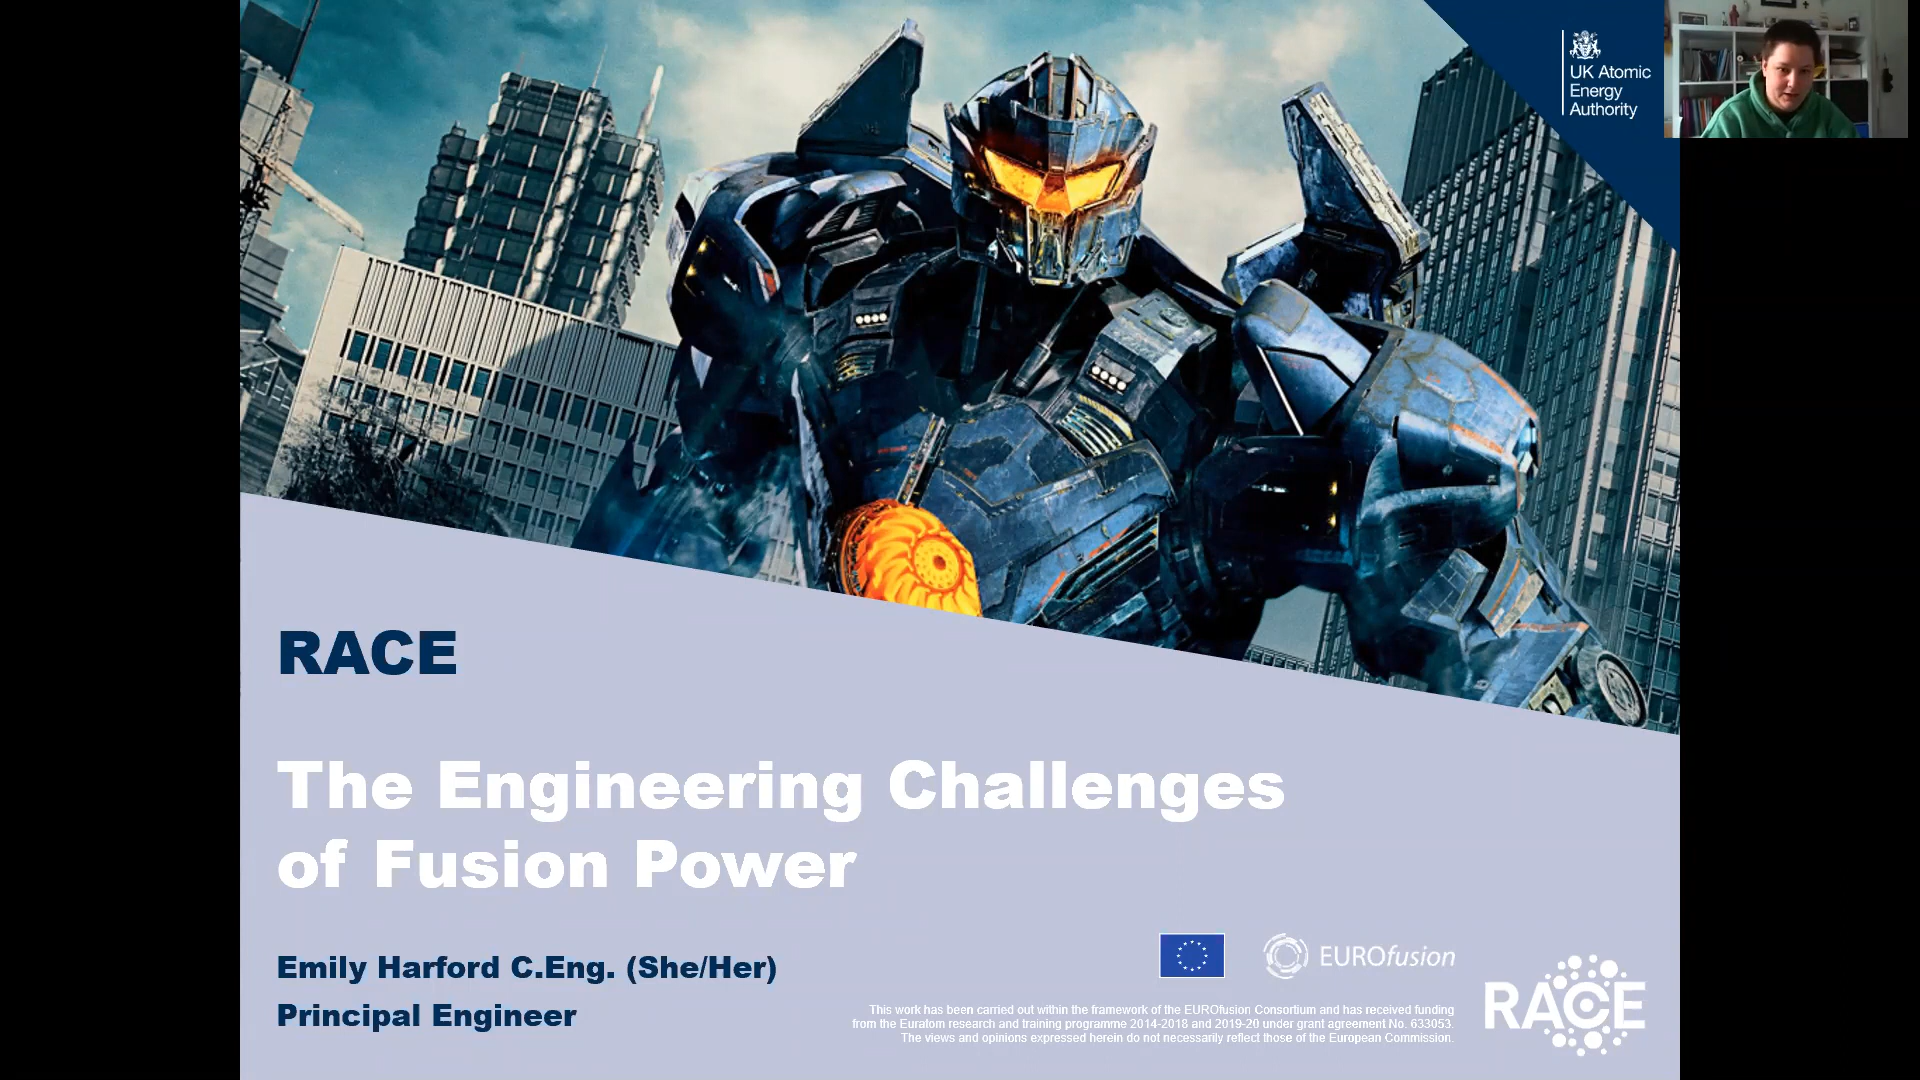 UK Atomic
Energy
Authority
RACE
The Engineering Challenges
of Fusion Power
Emily Harford C.Eng. (She/Her)
Principal Engineer
EUROfusion
This work has been carried out within the framework of the EUROfusion Consortium and has received funding
from the Euratom research and training programme 2014-2018 and 2019-20 under grant agreement No. 633053.
The views and opinions expressed herein do not necessarily reflect those of the European Commission.
RACE